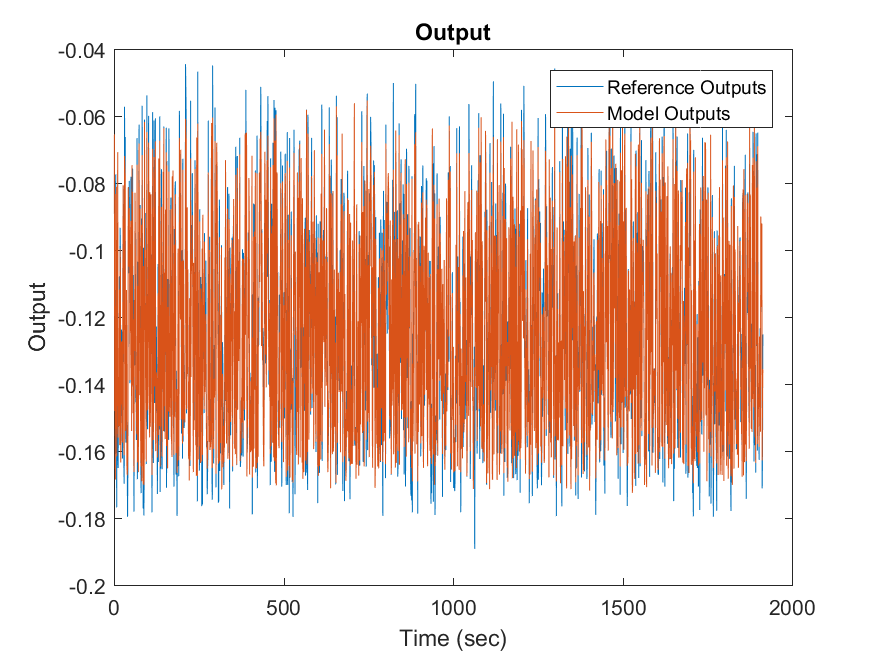 Output
-0.04
-0.06
-0.08
-0.1
-0.12
-0.14
-0.16
-0.18
-0.2
Output
Reference Outputs
Model Outputs
0 500 1000 1500 2000
Time (sec)